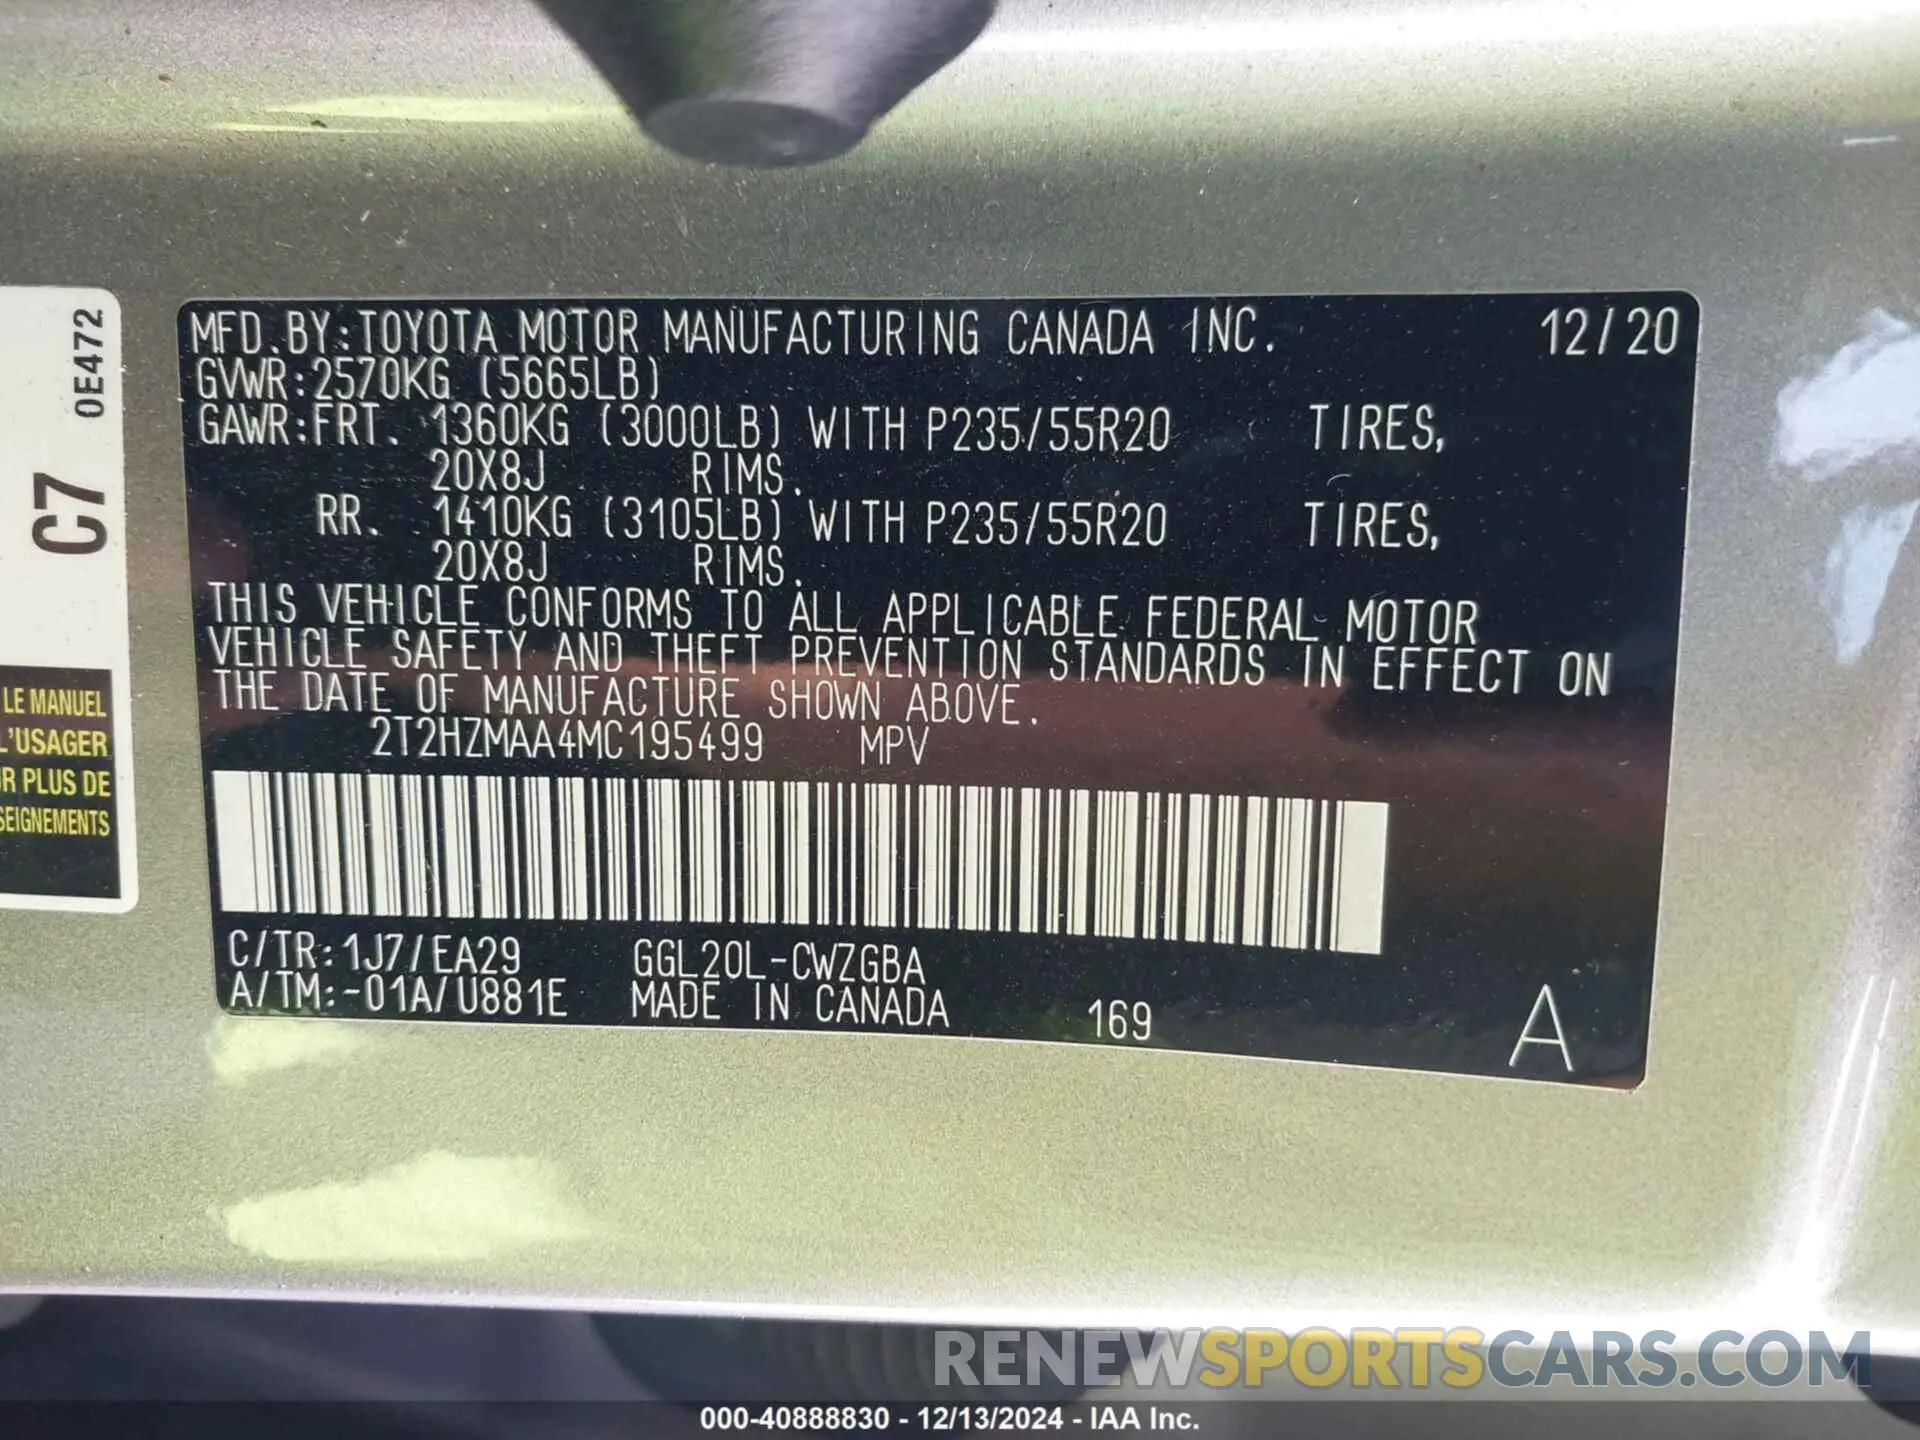 MFD.BY:TOYOTA MOTOR MANUFACTURING CANADA INC. 12/20
GVWR:2570KG (5665LB)
GAWR:FRT. 1360KG (3000LB) WITH P235/55R20 TIRES,
20X8J RIMS.
RR. 1410KG (3105LB) WITH P235/55R20 TIRES,
20X8J RIMS.
THIS VEHICLE CONFORMS TO ALL APPLICABLE FEDERAL MOTOR
VEHICLE SAFETY AND THEFT PREVENTION STANDARDS IN EFFECT ON
THE DATE OF MANUFACTURE SHOWN ABOVE.
2T2HZMAA4MC195499 MPV
C/TR:1J7/EA29 GGL20L-CWZGBA
A/TM:-01A/U881E MADE IN CANADA 169 A
0E472
C7
LE MANUEL
L'USAGER
R PLUS DE
SEIGNEMENTS
RENEWSPORTSCARS.COM
000-40888830 - 12/13/2024 - IAA Inc.